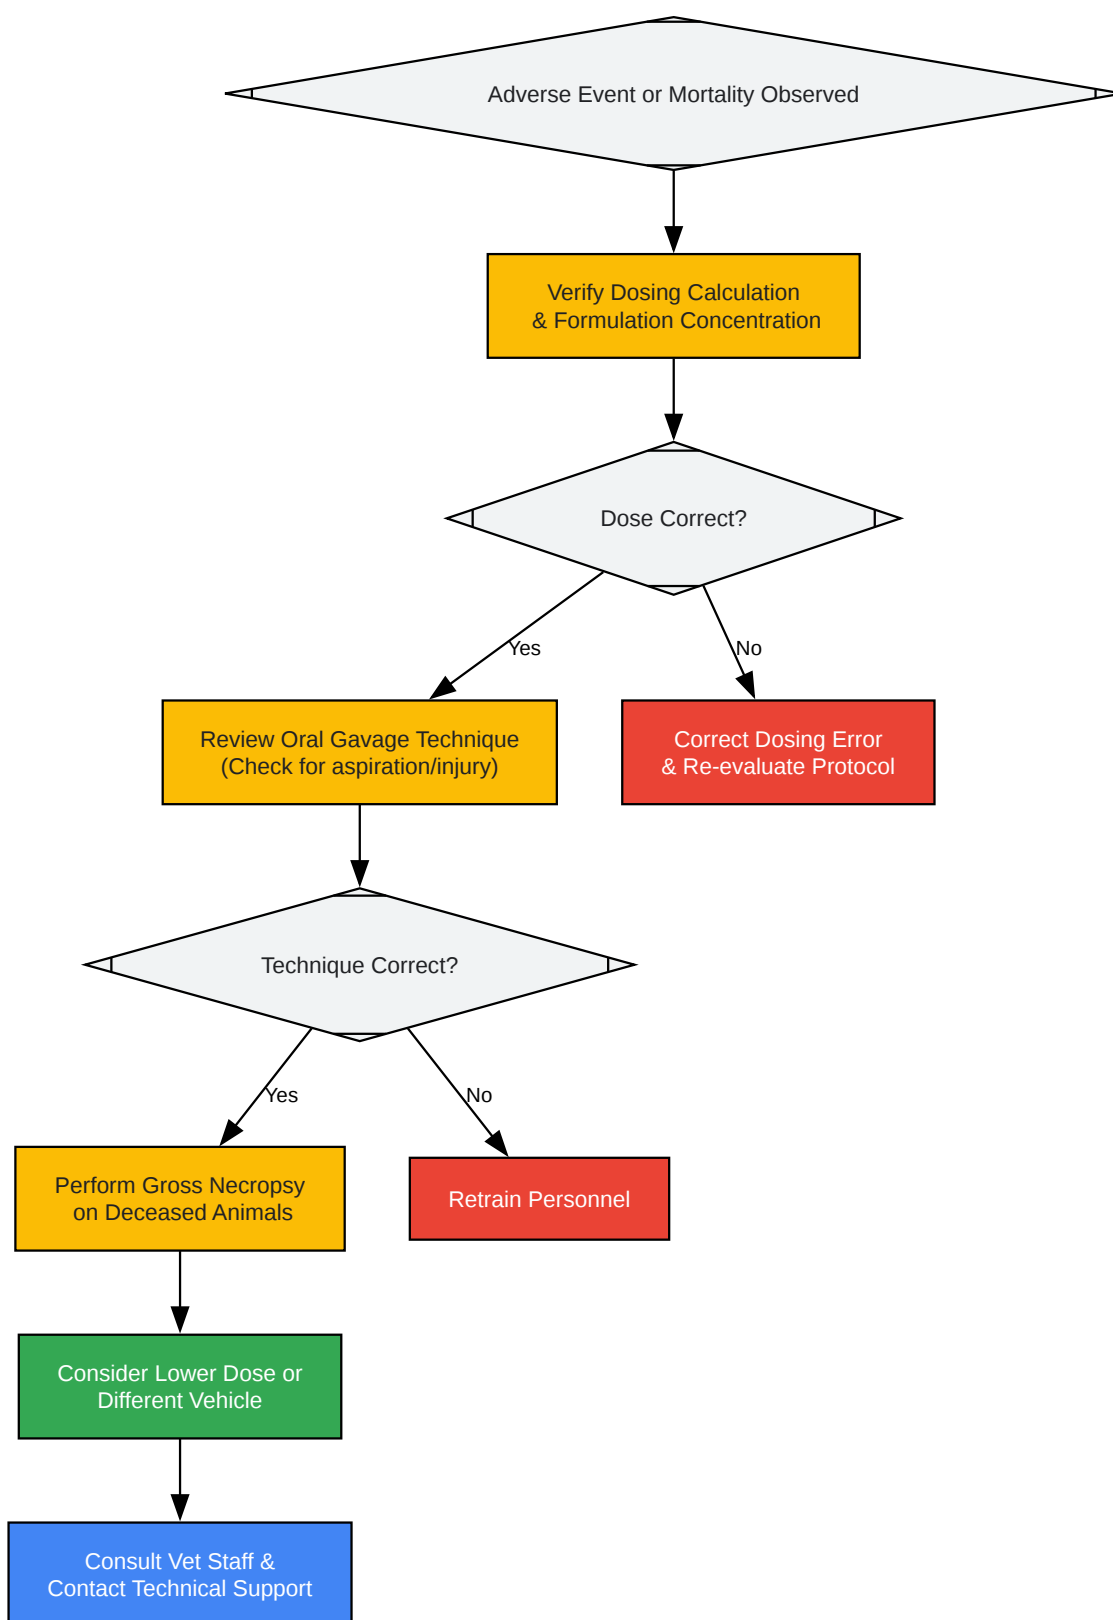 Adverse Event or Mortality Observed
Verify Dosing Calculation
& Formulation Concentration
Dose Correct?
Yes
No
Review Oral Gavage Technique
(Check for aspiration/injury)
Correct Dosing Error
& Re-evaluate Protocol
Technique Correct?
Yes
No
Perform Gross Necropsy
on Deceased Animals
Retrain Personnel
Consider Lower Dose or
Different Vehicle
Consult Vet Staff &
Contact Technical Support